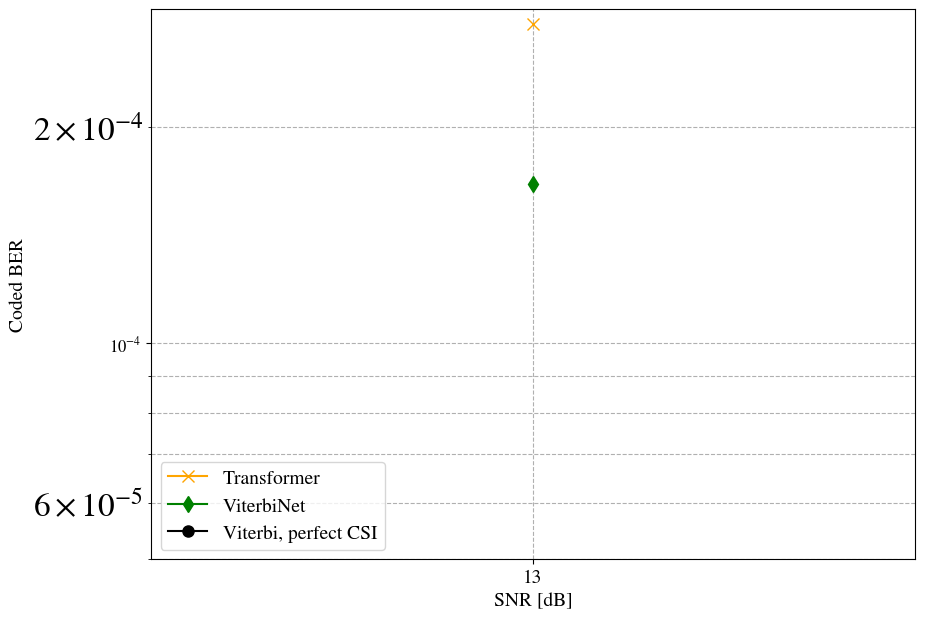 2×10⁻⁴
Coded BER
10⁻⁴
6×10⁻⁵
Transformer
ViterbiNet
Viterbi, perfect CSI
13
SNR [dB]